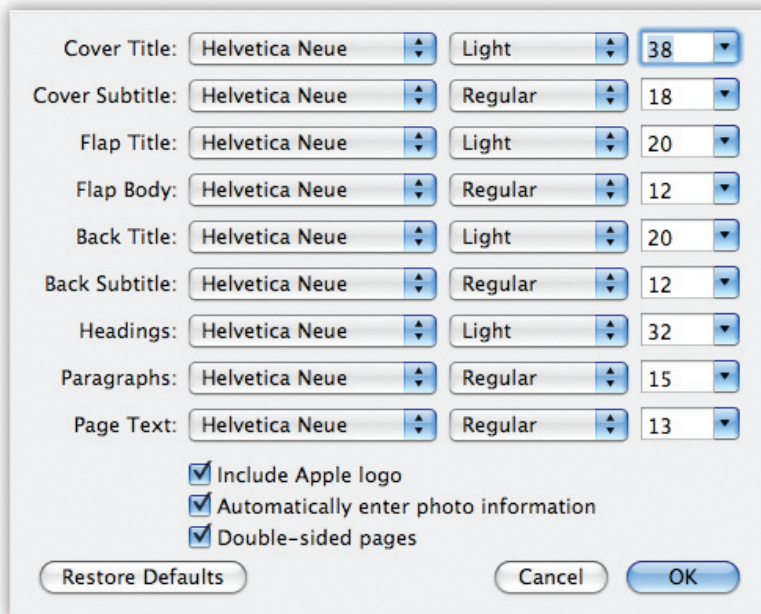 Cover Title: Helvetica Neue Light 38
Cover Subtitle: Helvetica Neue Regular 18
Flap Title: Helvetica Neue Light 20
Flap Body: Helvetica Neue Regular 12
Back Title: Helvetica Neue Light 20
Back Subtitle: Helvetica Neue Regular 12
Headings: Helvetica Neue Light 32
Paragraphs: Helvetica Neue Regular 15
Page Text: Helvetica Neue Regular 13
Include Apple logo
Automatically enter photo information
Double-sided pages
Restore Defaults Cancel OK